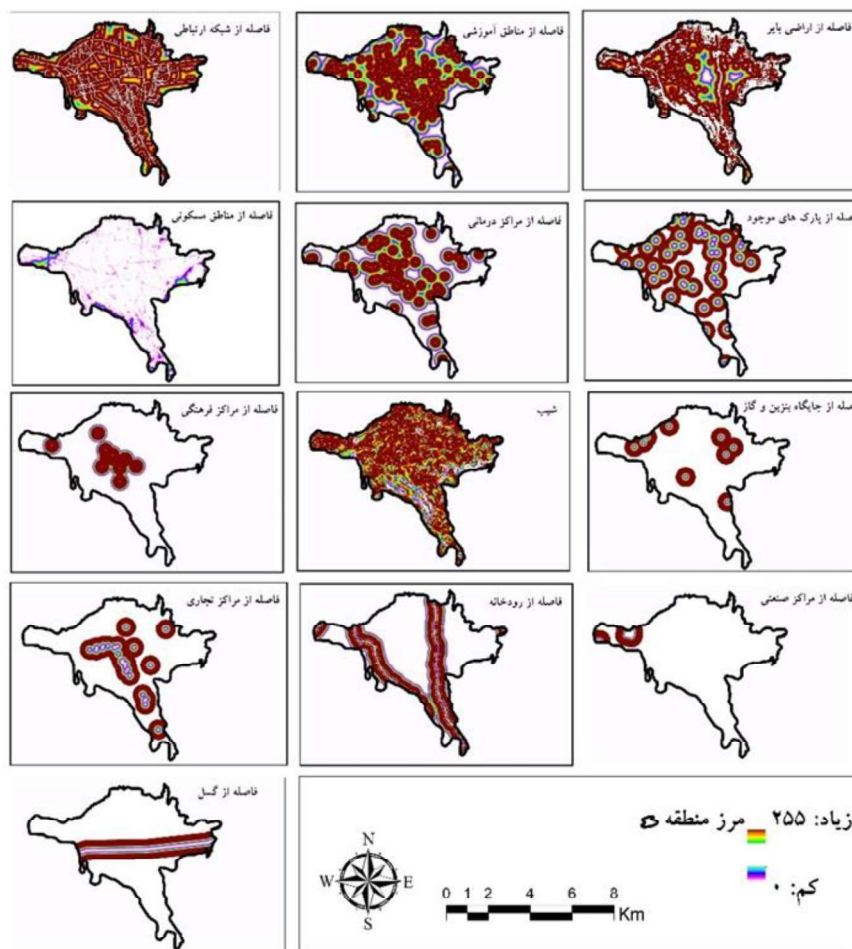 فاصله از شبکه ارتباطی
فاصله از مناطق آموزشی
فاصله از اراضی بایر
فاصله از مناطق مسکونی
فاصله از مراکز درمانی
صله از پارک های موجود
فاصله از مراکز فرهنگی
شیب
صله از جایگاه بنزین و گاز
فاصله از مراکز تجاری
فاصله از رودخانه
فاصله از مراکز صنعتی
فاصله از گسل
زیاد: ۲۵۵
مرز منطقه
کم: ۰
N
W E
S
0 1 2 4 6 8
Km